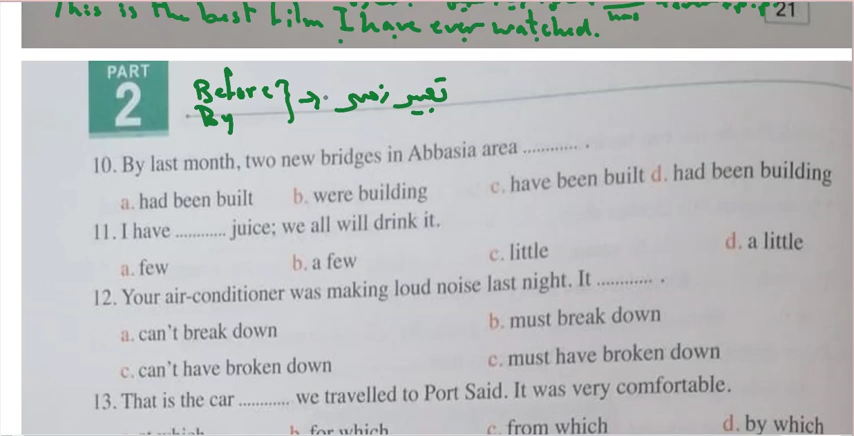 This is the best film I have ever watched. has
21
PART
2
Before } →
By تعبير زمنى
10. By last month, two new bridges in Abbasia area ............ .
a. had been built b. were building c. have been built d. had been building
11. I have ............ juice; we all will drink it.
a. few b. a few c. little d. a little
12. Your air-conditioner was making loud noise last night. It ............ .
a. can't break down b. must break down
c. can't have broken down c. must have broken down
13. That is the car ........... we travelled to Port Said. It was very comfortable.
b. for which c. from which d. by which